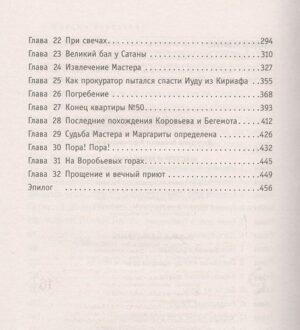 Глава 22 При свечах 294
Глава 23 Великий бал у Сатаны 310
Глава 24 Извлечение Мастера 327
Глава 25 Как прокуратор пытался спасти Иуду из Кириафа 355
Глава 26 Погребение 368
Глава 27 Конец квартиры №50 393
Глава 28 Последние похождения Коровьева и Бегемота 412
Глава 29 Судьба Мастера и Маргариты определена 426
Глава 30 Пора! Пора! 432
Глава 31 На Воробьевых горах 445
Глава 32 Прощение и вечный приют 449
Эпилог 456